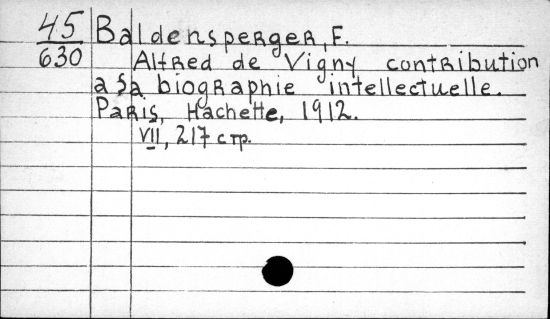 45 Baldensperger, F.
630 Alfred de Vigny contribution
a sa biographie intellectuelle.
Paris, Hachette, 1912.
VII, 217 стр.